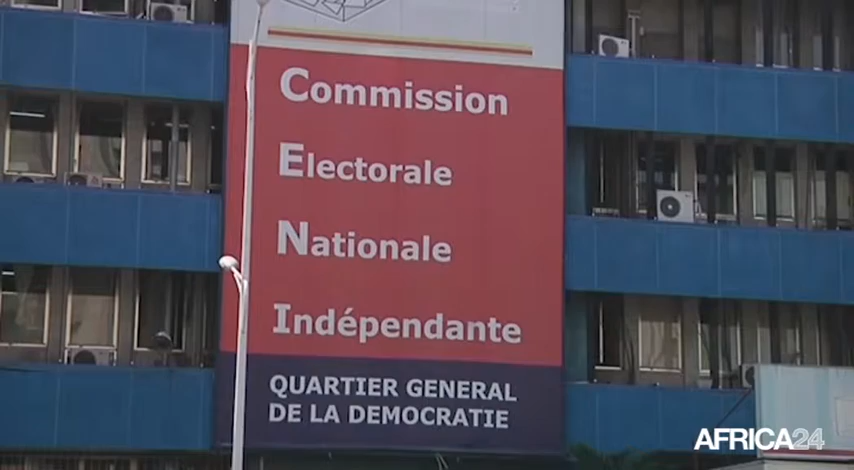 Commission
Electorale
Nationale
Indépendante
QUARTIER GENERAL
DE LA DEMOCRATIE
AFRICA24